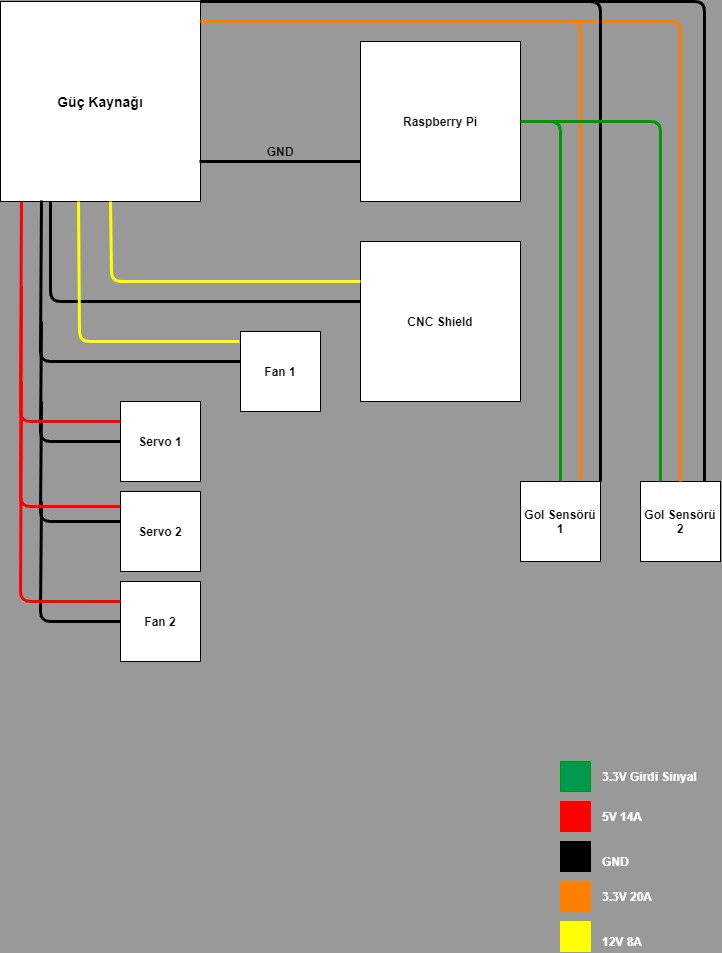 Güç Kaynağı
Raspberry Pi
GND
CNC Shield
Fan 1
Servo 1
Servo 2
Fan 2
Gol Sensörü
1
Gol Sensörü
2
3.3V Girdi Sinyal
5V 14A
GND
3.3V 20A
12V 8A